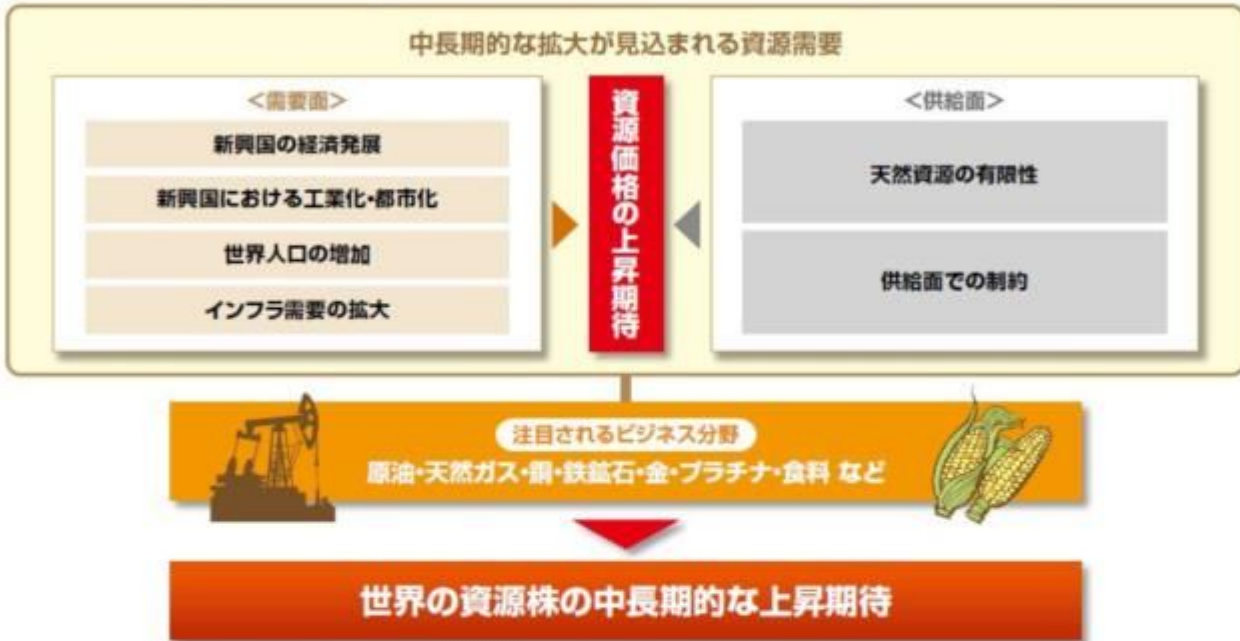 中長期的な拡大が見込まれる資源需要
＜需要面＞
新興国の経済発展
新興国における工業化・都市化
世界人口の増加
インフラ需要の拡大
資源価格の上昇期待
＜供給面＞
天然資源の有限性
供給面での制約
注目されるビジネス分野
原油・天然ガス・銅・鉄鉱石・金・プラチナ・食料 など
世界の資源株の中長期的な上昇期待